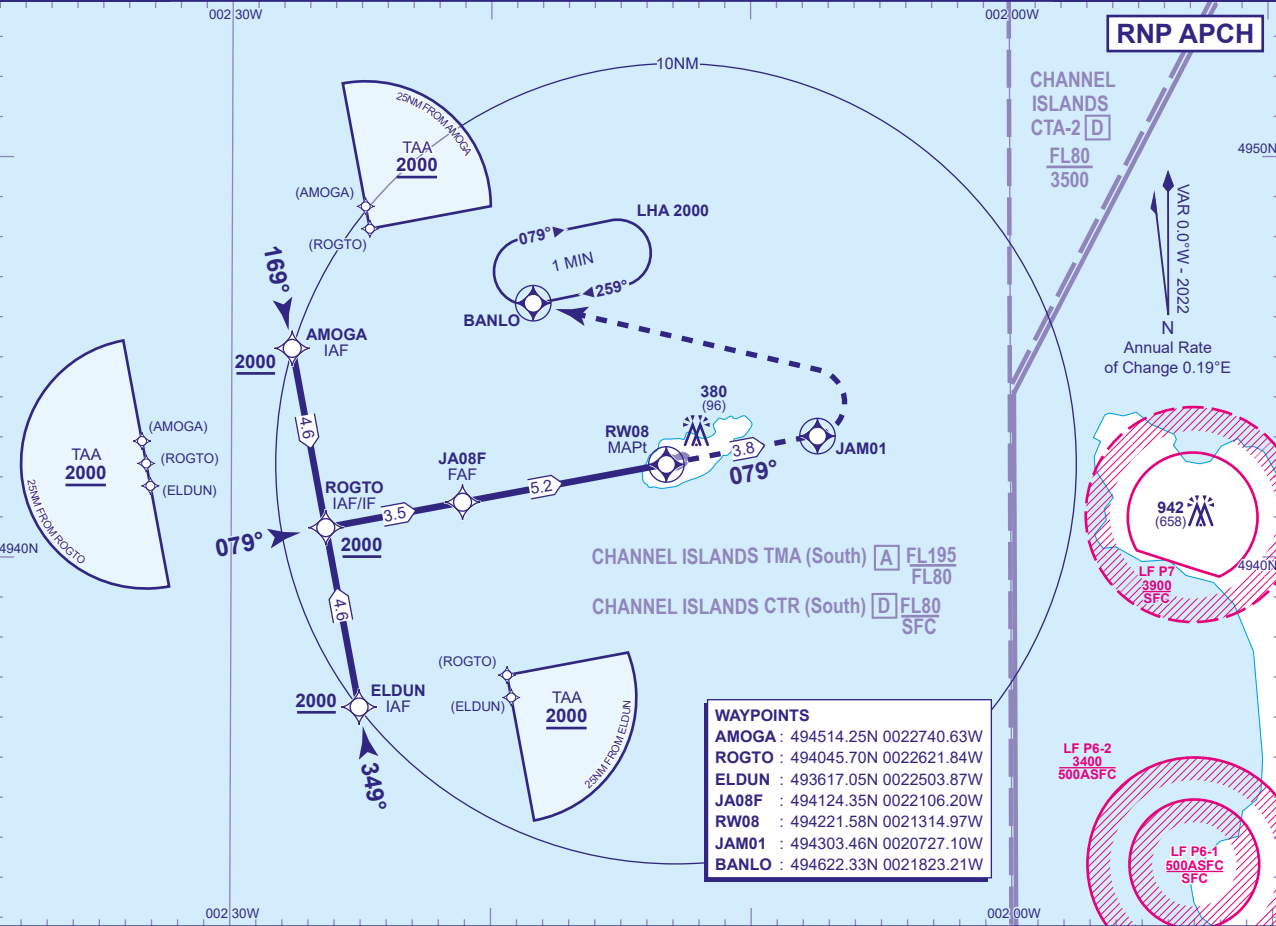 002 30W
002 00W
RNP APCH
10NM
CHANNEL
ISLANDS
CTA-2 D
FL80
3500
4950N
VAR 0.0°W - 2022
N
Annual Rate
of Change 0.19°E
25NM FROM AMOGA
TAA
2000
(AMOGA)
(ROGTO)
LHA 2000
079°
1 MIN
259°
BANLO
169°
AMOGA
IAF
2000
4.6
(AMOGA)
(ROGTO)
(ELDUN)
TAA
2000
25NM FROM ROGTO
380
(96)
RW08
MAPt
3.8
079°
JAM01
JA08F
FAF
5.2
ROGTO
IAF/IF
3.5
079°
2000
4940N
942
(658)
4940N
LF P7
3900
SFC
CHANNEL ISLANDS TMA (South) A FL195
FL80
CHANNEL ISLANDS CTR (South) D FL80
SFC
4.6
(ROGTO)
(ELDUN)
TAA
2000
25NM FROM ELDUN
ELDUN
IAF
2000
349°
WAYPOINTS
AMOGA : 494514.25N 0022740.63W
ROGTO : 494045.70N 0022621.84W
ELDUN : 493617.05N 0022503.87W
JA08F : 494124.35N 0022106.20W
RW08 : 494221.58N 0021314.97W
JAM01 : 494303.46N 0020727.10W
BANLO : 494622.33N 0021823.21W
LF P6-2
3400
500ASFC
LF P6-1
500ASFC
SFC
002 30W
002 00W